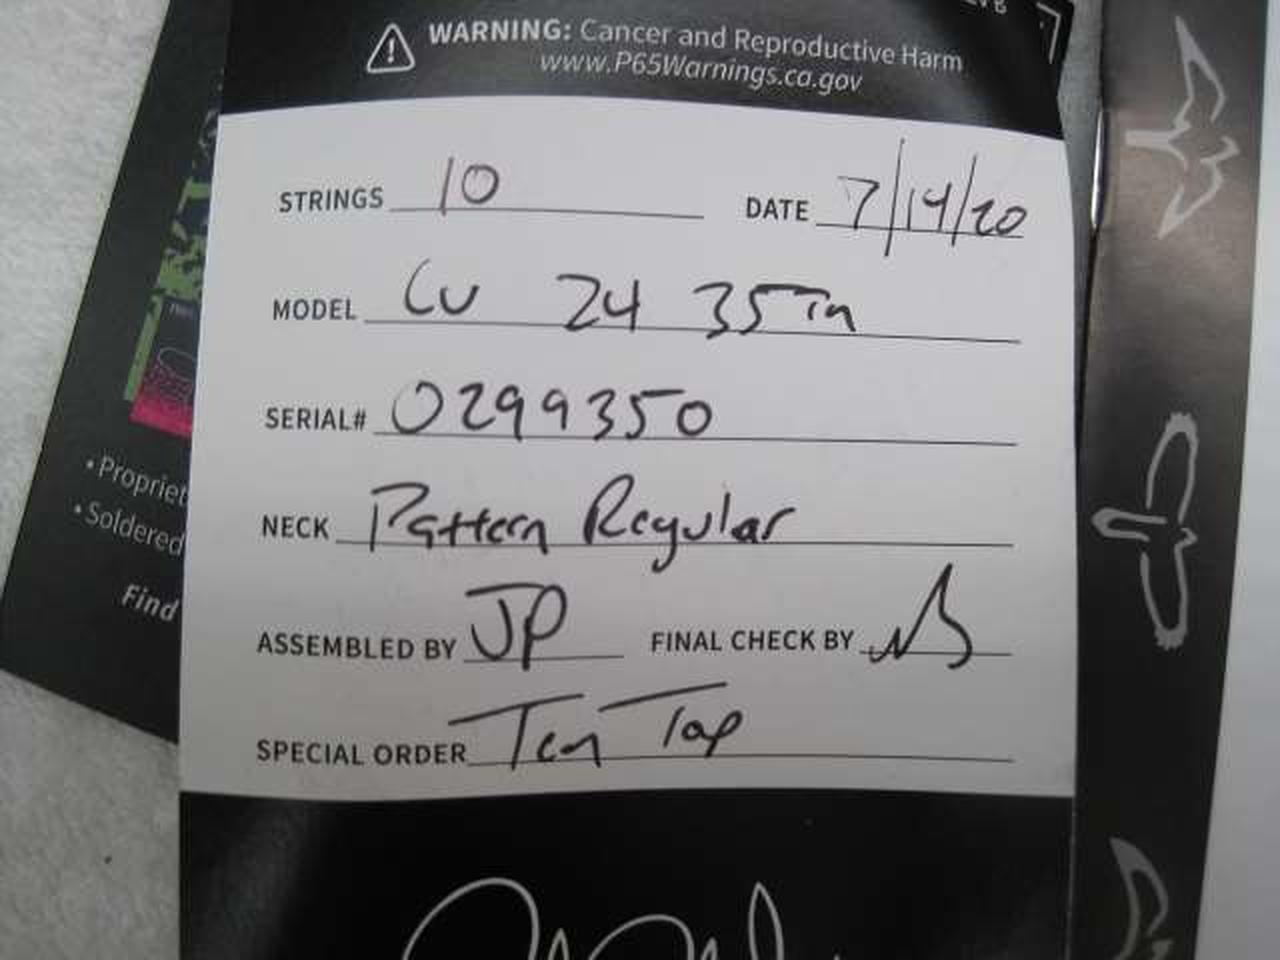 WARNING: Cancer and Reproductive Harm
www.P65Warnings.ca.gov
STRINGS 10 DATE 7/14/20
MODEL CU 24 35Th
SERIAL# 0299350
NECK Pattern Regular
ASSEMBLED BY JP FINAL CHECK BY
SPECIAL ORDER Ten Top
• Propriet
• Soldered
Find